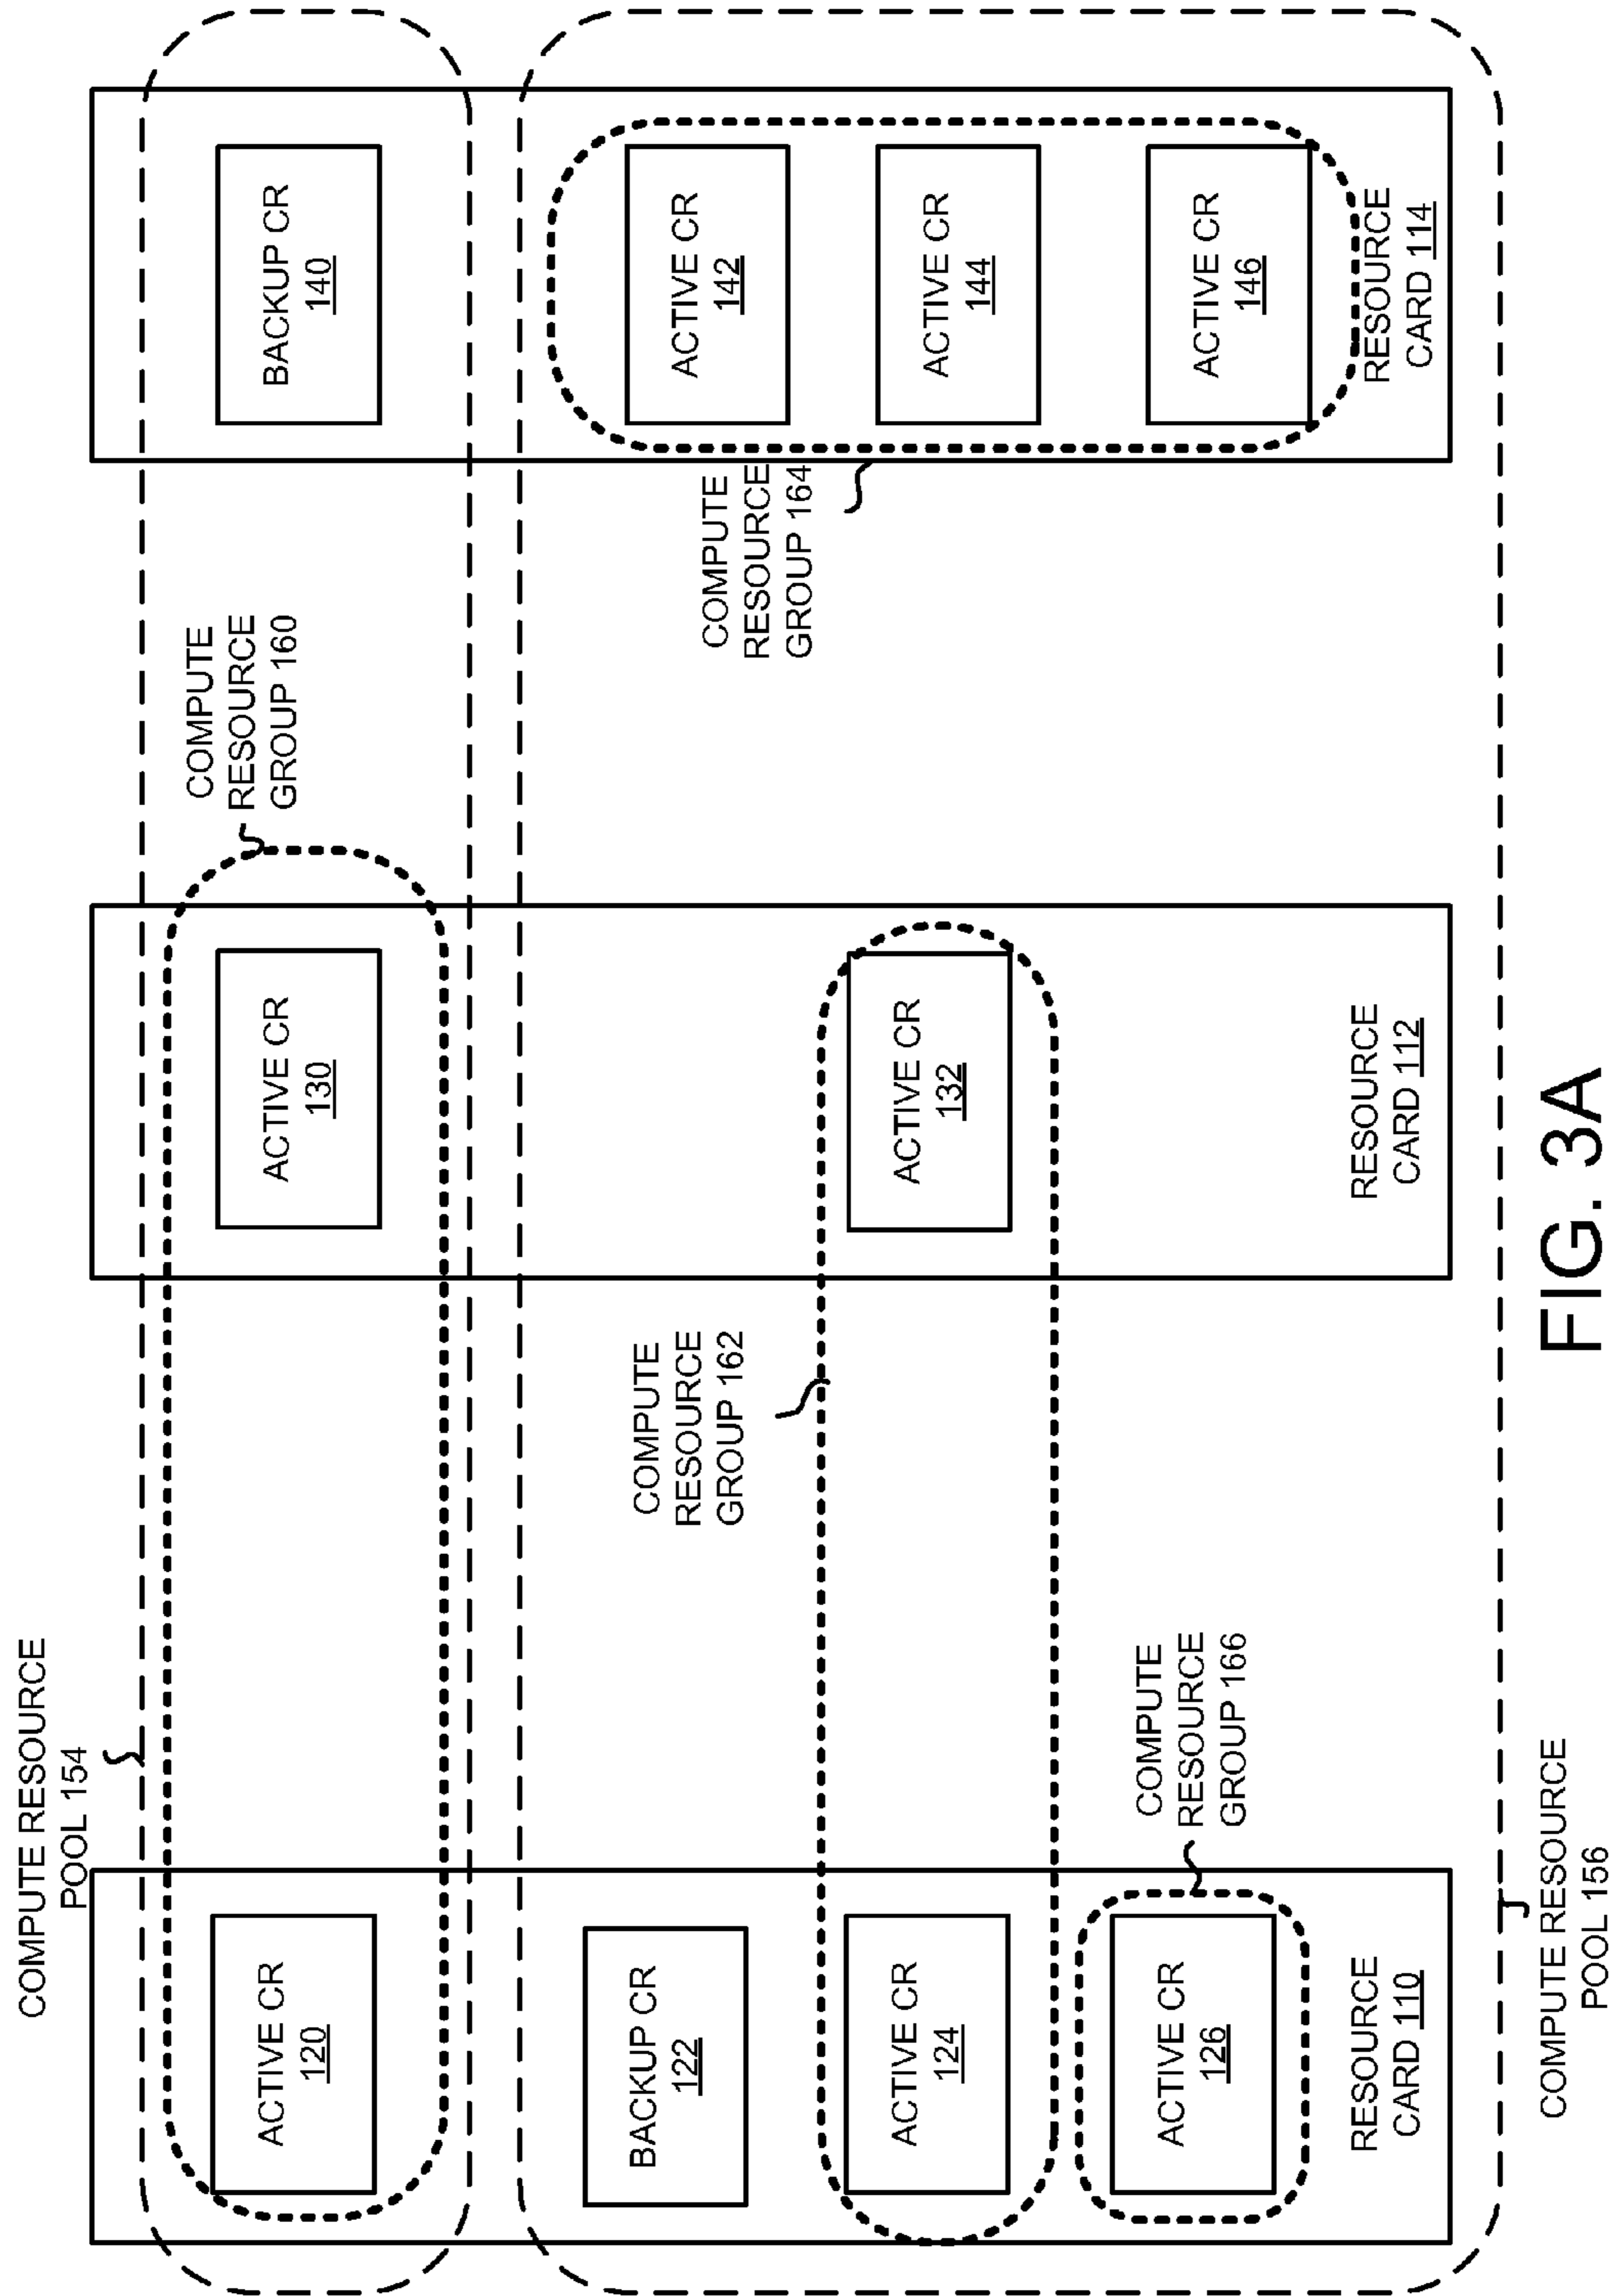 COMPUTE RESOURCE
POOL 154
COMPUTE
RESOURCE
GROUP 160
ACTIVE CR
120
ACTIVE CR
130
BACKUP CR
140
BACKUP CR
122
COMPUTE
RESOURCE
GROUP 162
COMPUTE
RESOURCE
GROUP 164
ACTIVE CR
142
ACTIVE CR
124
ACTIVE CR
132
ACTIVE CR
144
COMPUTE
RESOURCE
GROUP 166
ACTIVE CR
126
ACTIVE CR
146
RESOURCE
CARD 110
RESOURCE
CARD 112
RESOURCE
CARD 114
COMPUTE RESOURCE
POOL 156
FIG. 3A